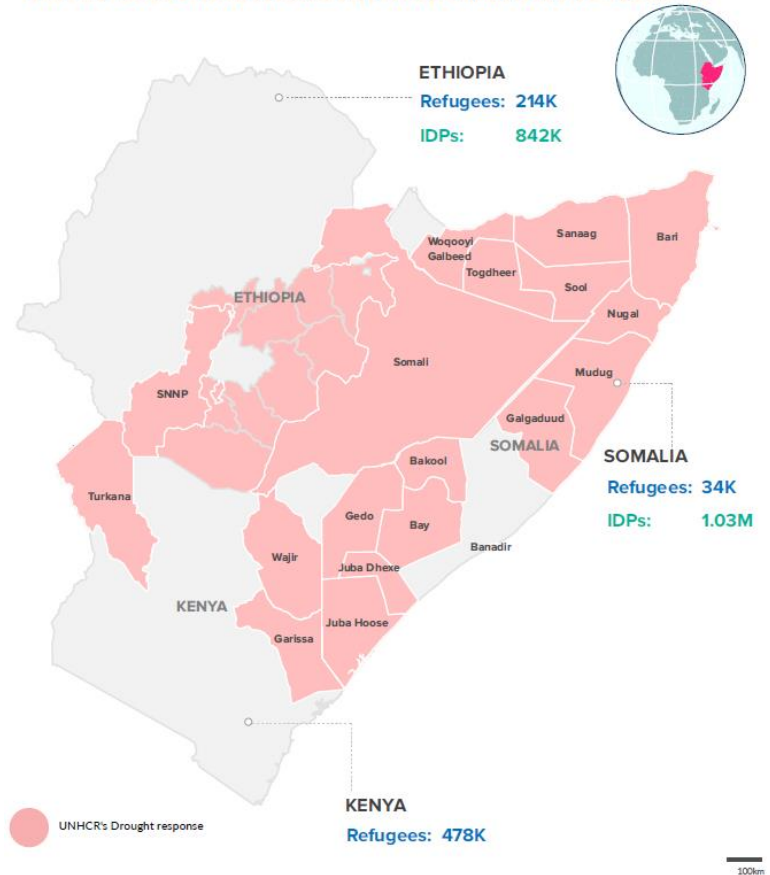 ETHIOPIA
Refugees: 214K
IDPs: 842K
Sanaag
Bari
Woqooyi
Galbeed
Togdheer
Sool
ETHIOPIA
Nugal
Somali
Mudug
SNNP
Galgaduud
SOMALIA
SOMALIA
Refugees: 34K
IDPs: 1.03M
Bakool
Turkana
Gedo
Bay
Banadir
Wajir
Juba Dhexe
KENYA
Juba Hoose
Garissa
KENYA
Refugees: 478K
UNHCR's Drought response
100km